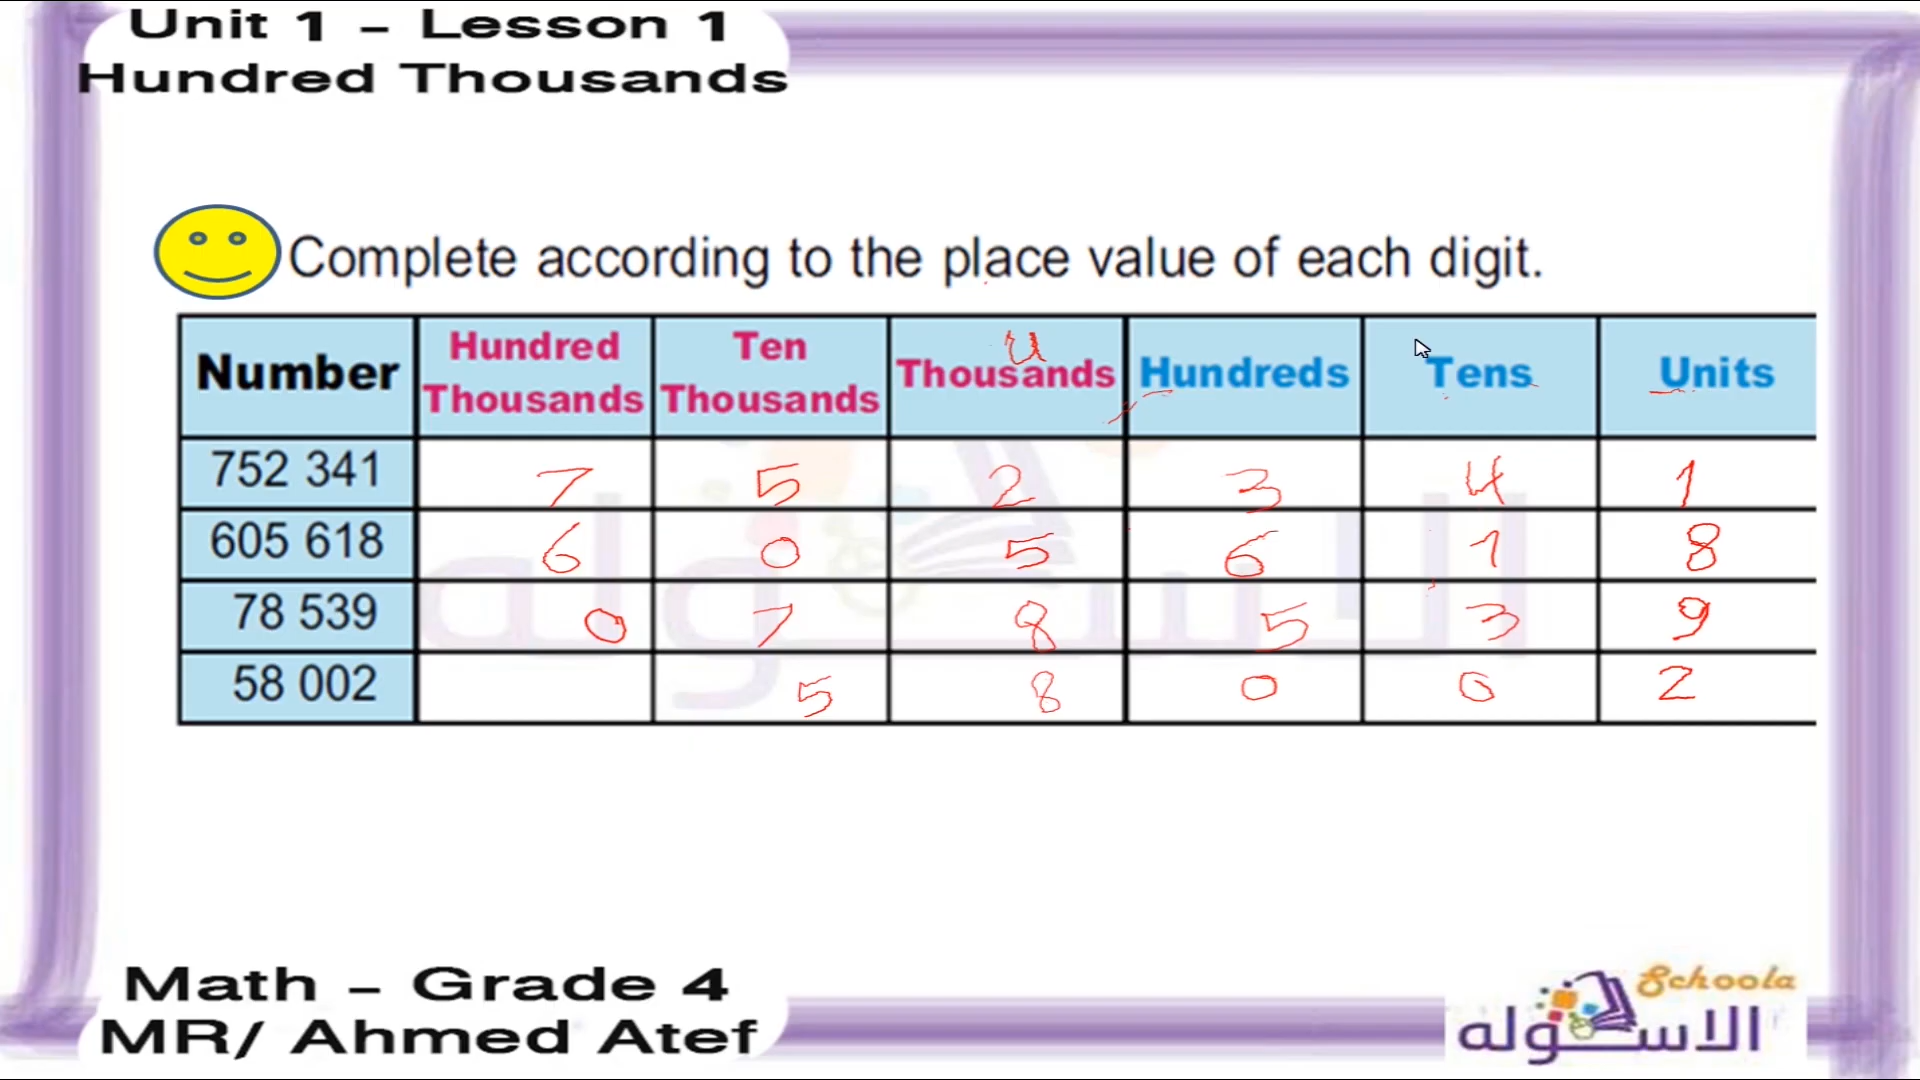 Unit 1 – Lesson 1
Hundred Thousands
Complete according to the place value of each digit.
Number Hundred Thousands Ten Thousands Thousands Hundreds Tens Units
u
752 341 7 5 2 3 4 1
605 618 6 0 5 6 1 8
78 539 0 7 8 5 3 9
58 002 5 8 0 0 2
Math – Grade 4
MR/ Ahmed Atef
Schoola
الاسكوله